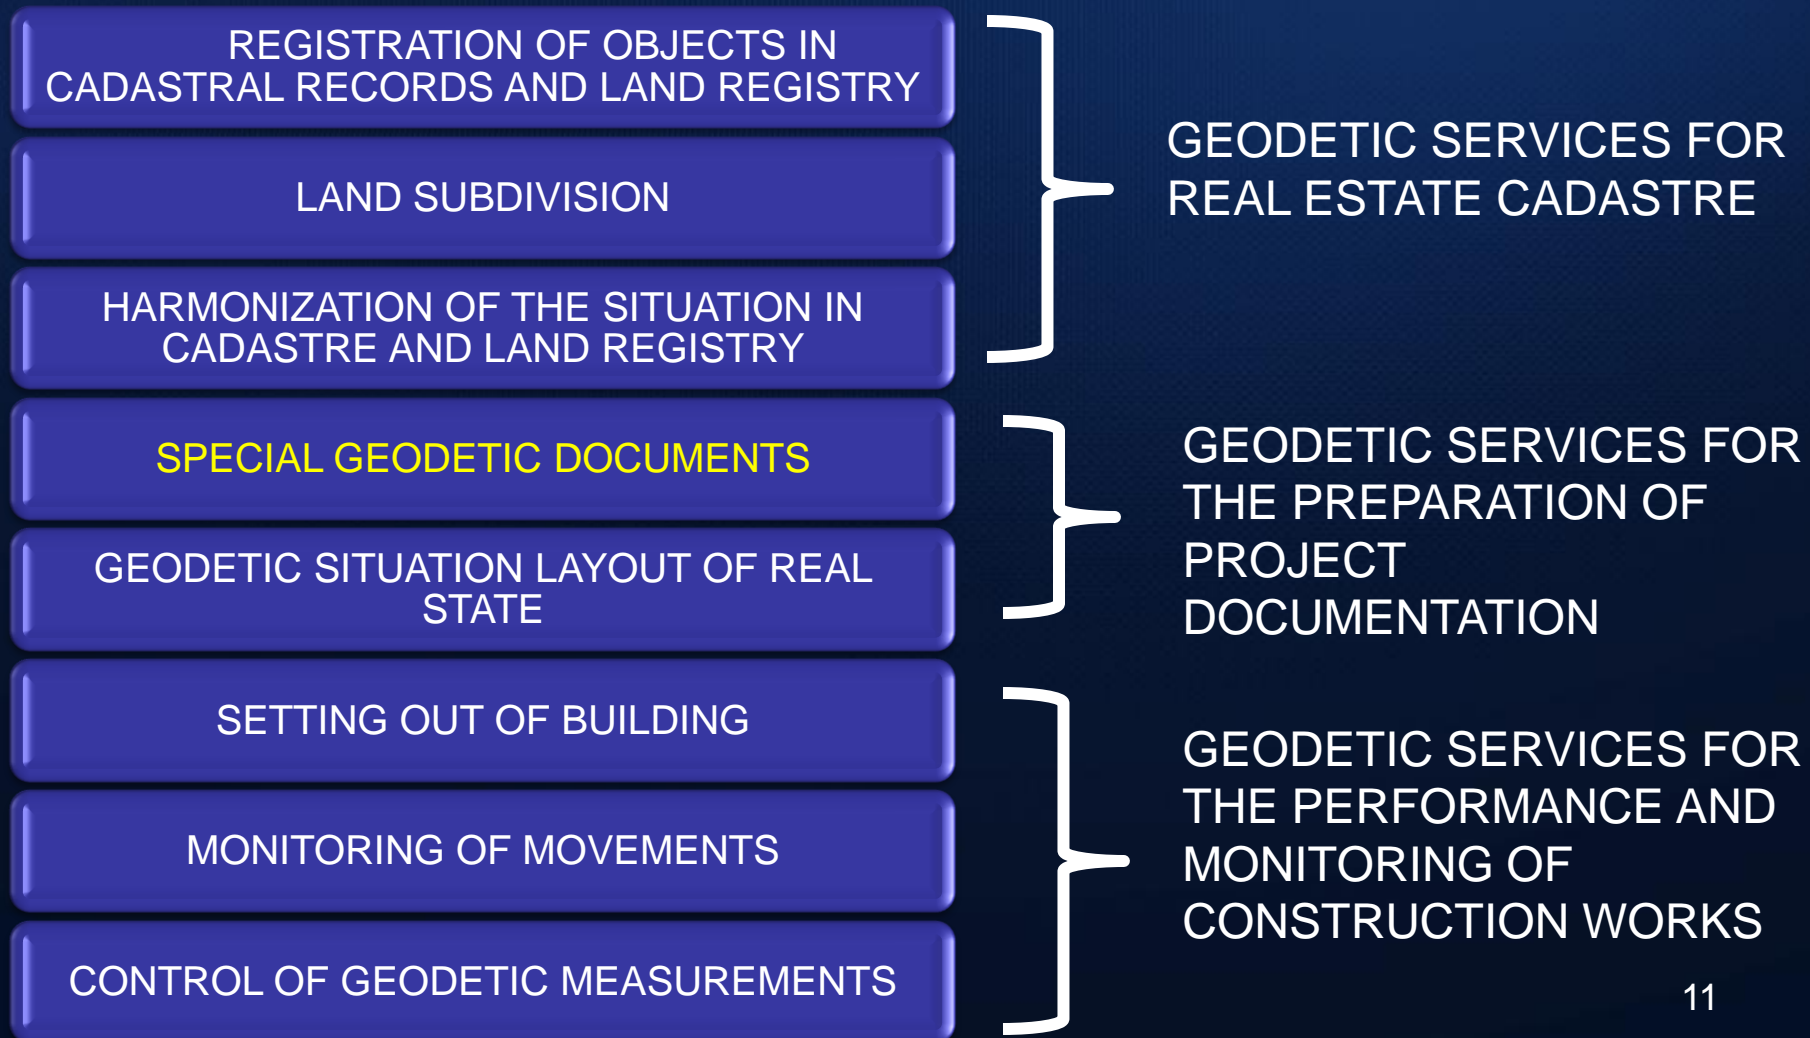 REGISTRATION OF OBJECTS IN
CADASTRAL RECORDS AND LAND REGISTRY
LAND SUBDIVISION
HARMONIZATION OF THE SITUATION IN
CADASTRE AND LAND REGISTRY
GEODETIC SERVICES FOR
REAL ESTATE CADASTRE
SPECIAL GEODETIC DOCUMENTS
GEODETIC SITUATION LAYOUT OF REAL
STATE
GEODETIC SERVICES FOR
THE PREPARATION OF
PROJECT
DOCUMENTATION
SETTING OUT OF BUILDING
MONITORING OF MOVEMENTS
CONTROL OF GEODETIC MEASUREMENTS
GEODETIC SERVICES FOR
THE PERFORMANCE AND
MONITORING OF
CONSTRUCTION WORKS
11